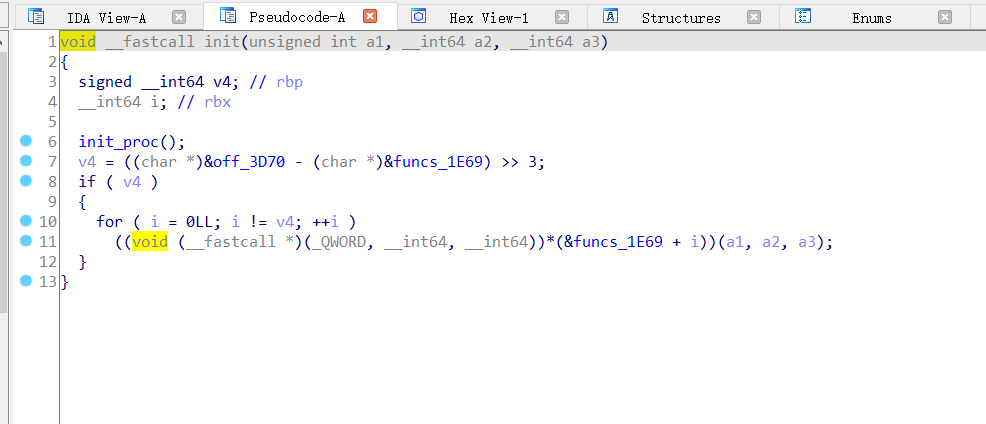 IDA View-A Pseudocode-A Hex View-1 Structures Enums
1 void __fastcall init(unsigned int a1, __int64 a2, __int64 a3)
2 {
3   signed __int64 v4; // rbp
4   __int64 i; // rbx
5
6   init_proc();
7   v4 = ((char *)&off_3D70 - (char *)&funcs_1E69) >> 3;
8   if ( v4 )
9   {
10     for ( i = 0LL; i != v4; ++i )
11       ((void (__fastcall *)(_QWORD, __int64, __int64))*(&funcs_1E69 + i))(a1, a2, a3);
12   }
13 }